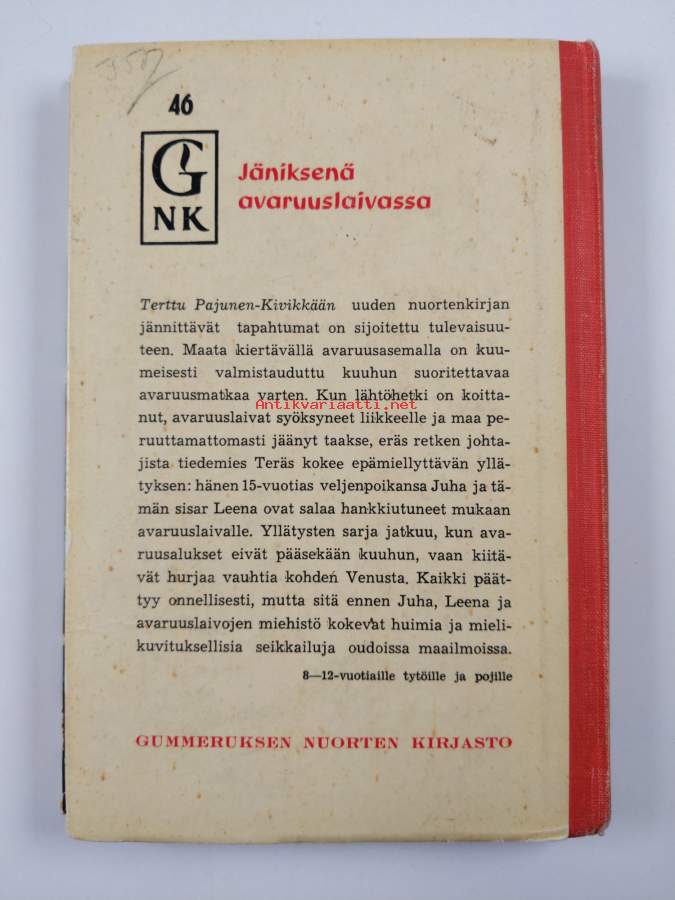 46
G
NK
Jäniksenä
avaruuslaivassa
Terttu Pajunen-Kivikkään uuden nuortenkirjan
jännittävät tapahtumat on sijoitettu tulevaisuu-
teen. Maata kiertävällä avaruusasemalla on kuu-
meisesti valmistauduttu kuuhun suoritettavaa
avaruusmatkaa varten. Kun lähtöhetki on koitta-
Antikvariaatti.net
nut, avaruuslaivat syöksyneet liikkeelle ja maa pe-
ruuttamattomasti jäänyt taakse, eräs retken johta-
jista tiedemies Teräs kokee epämiellyttävän yllä-
tyksen: hänen 15-vuotias veljenpoikansa Juha ja tä-
män sisar Leena ovat salaa hankkiutuneet mukaan
avaruuslaivalle. Yllätysten sarja jatkuu, kun ava-
ruusalukset eivät pääsekään kuuhun, vaan kiitä-
vät hurjaa vauhtia kohden Venusta. Kaikki päät-
tyy onnellisesti, mutta sitä ennen Juha, Leena ja
avaruuslaivojen miehistö kokevat huimia ja mieli-
kuvituksellisia seikkailuja oudoissa maailmoissa.
8—12-vuotiaille tytöille ja pojille
GUMMERUKSEN NUORTEN KIRJASTO